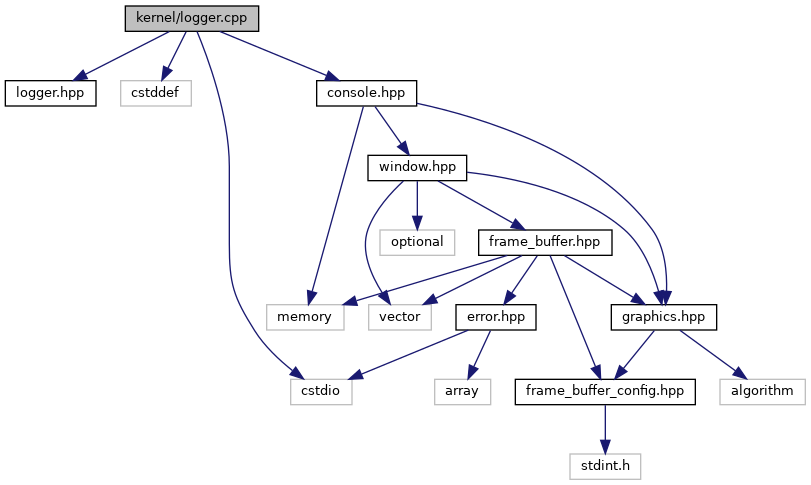 kernel/logger.cpp
logger.hpp
cstddef
console.hpp
window.hpp
optional
frame_buffer.hpp
memory
vector
error.hpp
graphics.hpp
cstdio
array
frame_buffer_config.hpp
algorithm
stdint.h